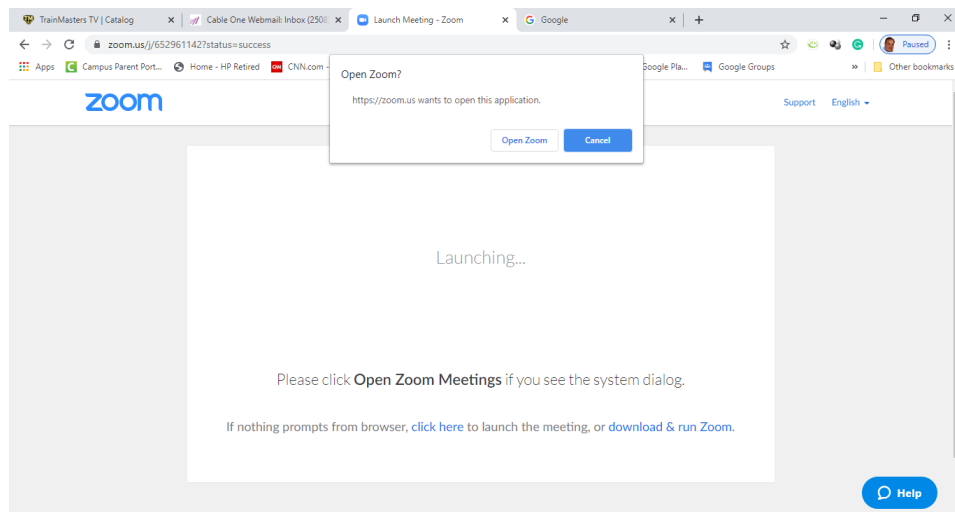 TrainMasters TV | Catalog
Cable One Webmail: Inbox (2508
Launch Meeting - Zoom
Google
zoom.us/j/652961142?status=success
Paused
Apps
Campus Parent Port...
Home - HP Retired
CNN.com -
Google Pla...
Google Groups
»
Other bookmarks
Open Zoom?
https://zoom.us wants to open this application.
Open Zoom
Cancel
zoom
Support
English
Launching...
Please click Open Zoom Meetings if you see the system dialog.
If nothing prompts from browser, click here to launch the meeting, or download & run Zoom.
Help